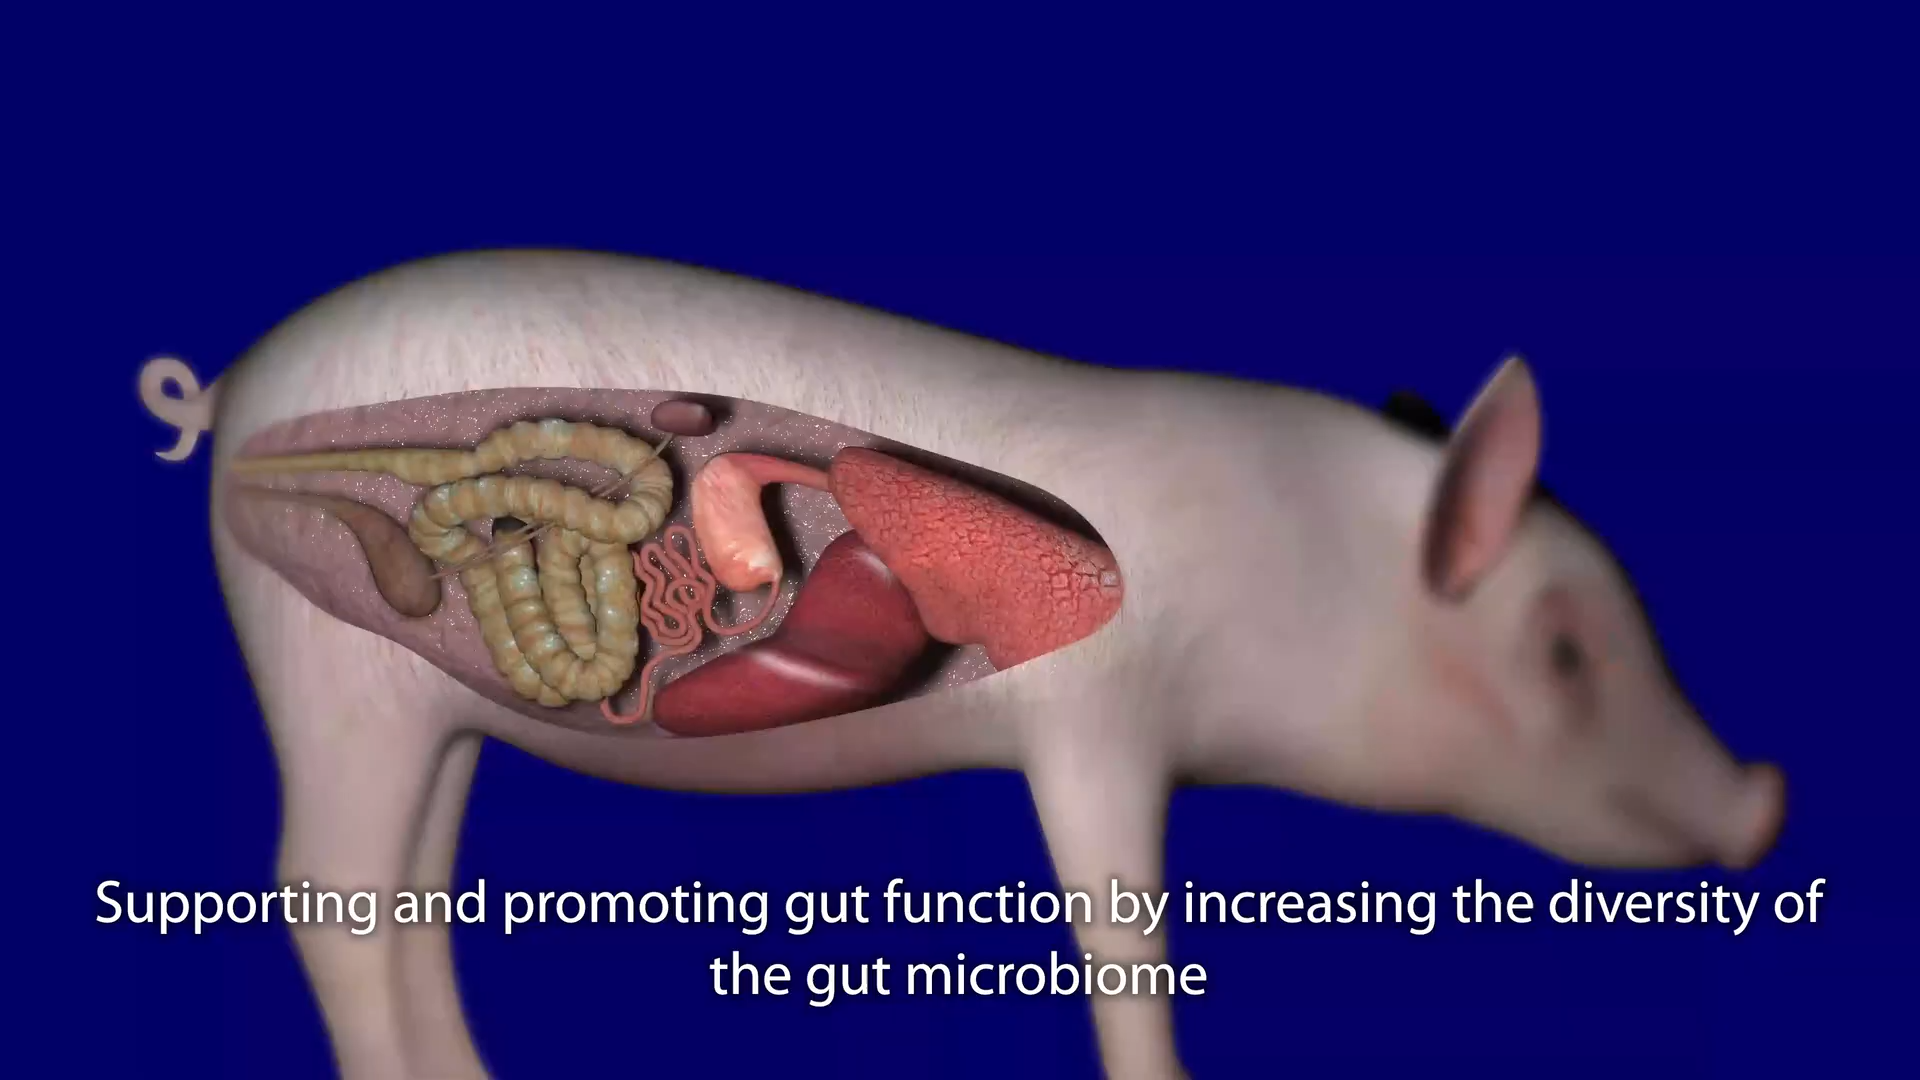 Supporting and promoting gut function by increasing the diversity of
the gut microbiome